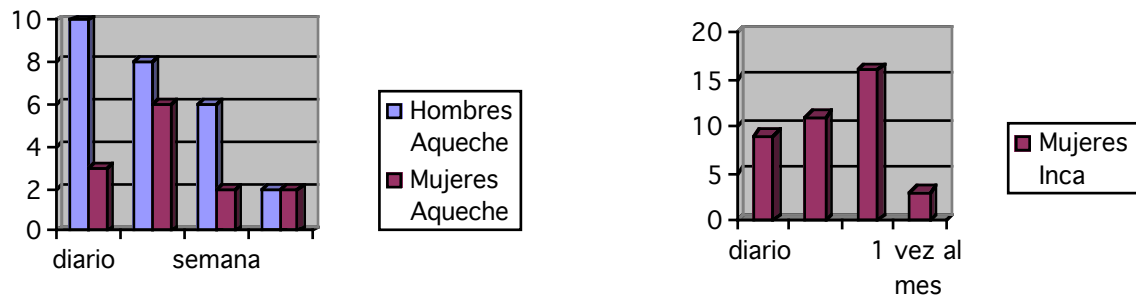 10
8
6
4
2
0
diario
semana
Hombres
Aqueche
Mujeres
Aqueche
20
15
10
5
0
diario
1 vez al
mes
Mujeres
Inca